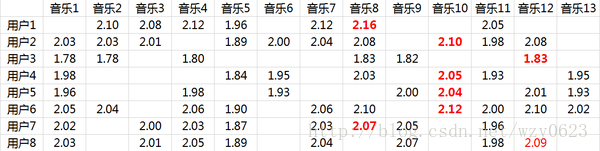 音乐1 音乐2 音乐3 音乐4 音乐5 音乐6 音乐7 音乐8 音乐9 音乐10 音乐11 音乐12 音乐13
用户1 2.10 2.08 2.12 1.96 2.12 2.16 2.05
用户2 2.03 2.03 2.01 1.89 2.00 2.04 2.08 2.10 1.98 2.08
用户3 1.78 1.78 1.80 1.83 1.82 1.83
用户4 1.98 1.84 1.95 2.03 2.05 1.93 1.95
用户5 1.96 1.98 1.93 2.00 2.04 2.01 1.93
用户6 2.05 2.04 2.06 1.90 2.06 2.10 2.12 2.00 2.10 2.02
用户7 2.02 2.00 2.03 1.87 2.03 2.07 2.05 1.96
http://blog.csdn.net/wzy0623
用户8 2.03 2.01 2.05 1.89 2.04 2.07 1.98 2.09